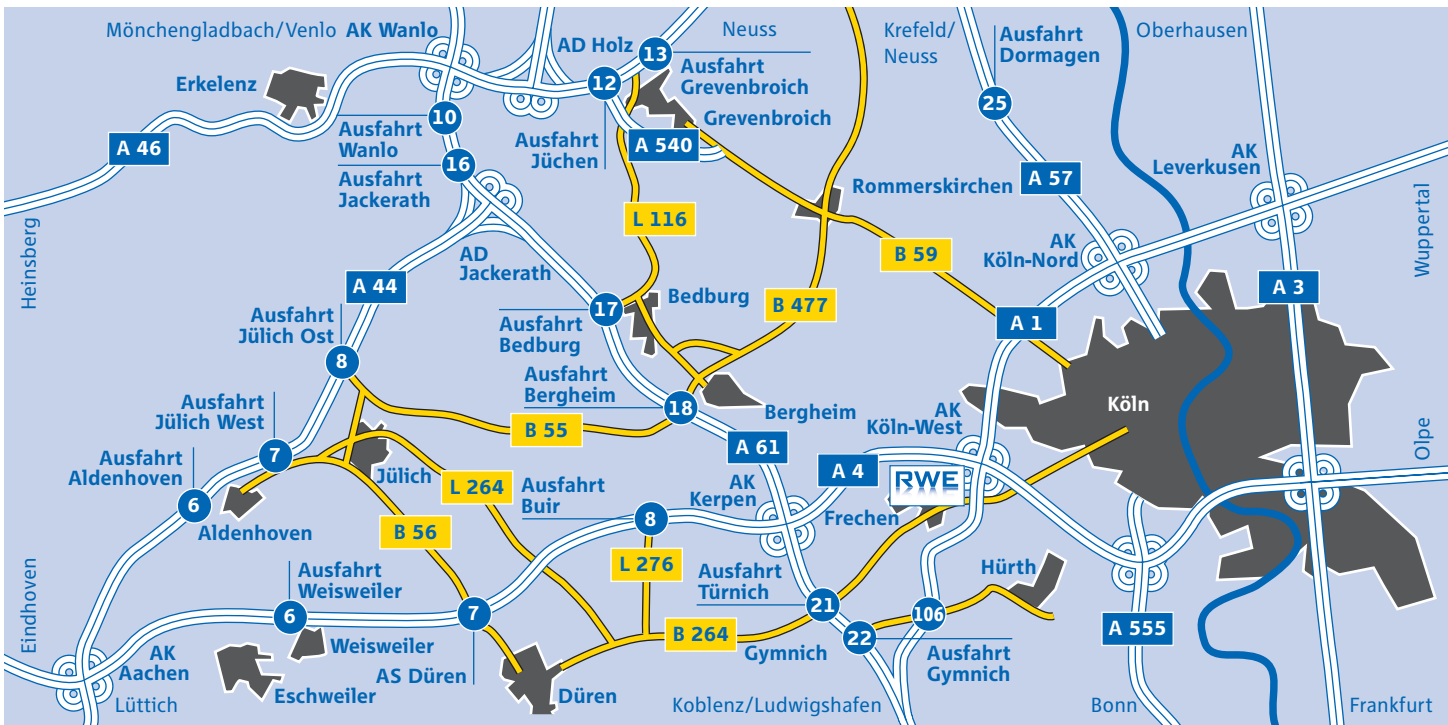 Mönchengladbach/Venlo
AK Wanlo
AD Holz
13
Neuss
Krefeld/
Neuss
Ausfahrt
Dormagen
Oberhausen
Erkelenz
12
Ausfahrt
Grevenbroich
Grevenbroich
25
10
Ausfahrt
Wanlo
Ausfahrt
Jüchen
A 540
A 46
16
Ausfahrt
Jackerath
Rommerskirchen
A 57
AK
Leverkusen
Wuppertal
Heinsberg
L 116
AD
Jackerath
B 59
AK
Köln-Nord
A 44
A 3
Bedburg
B 477
17
Ausfahrt
Bedburg
A 1
Ausfahrt
Jülich Ost
8
Ausfahrt
Bergheim
18
Bergheim
Köln
Ausfahrt
Jülich West
7
B 55
AK
Köln-West
A 61
Olpe
Ausfahrt
Aldenhoven
6
Jülich
L 264
A 4
RWE
AK
Kerpen
Ausfahrt
Buir
8
Frechen
Aldenhoven
B 56
L 276
Ausfahrt
Türnich
21
Hürth
Eindhoven
Ausfahrt
Weisweiler
6
Weisweiler
7
106
22
B 264
Gymnich
Ausfahrt
Gymnich
A 555
AK
Aachen
Eschweiler
AS Düren
Düren
Lüttich
Koblenz/Ludwigshafen
Bonn
Frankfurt